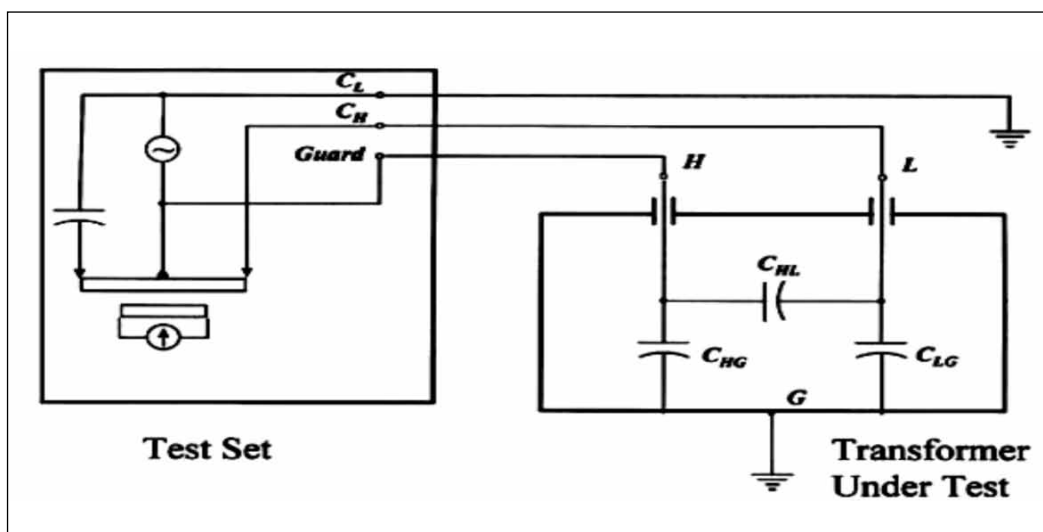 C_L
C_H
Guard
H
L
C_HL
C_HG
C_LG
G
Test Set
Transformer
Under Test